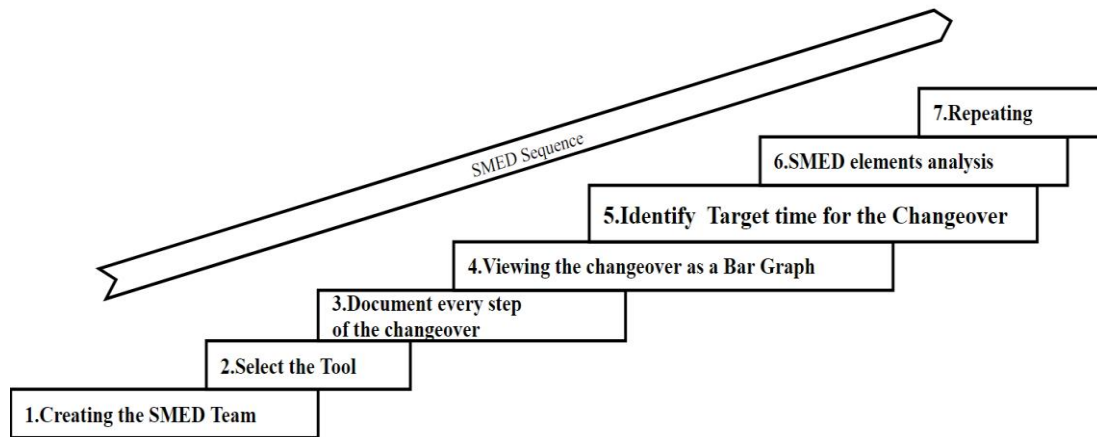 SMED Sequence
7.Repeating
6.SMED elements analysis
5.Identify Target time for the Changeover
4.Viewing the changeover as a Bar Graph
3.Document every step
of the changeover
2.Select the Tool
1.Creating the SMED Team